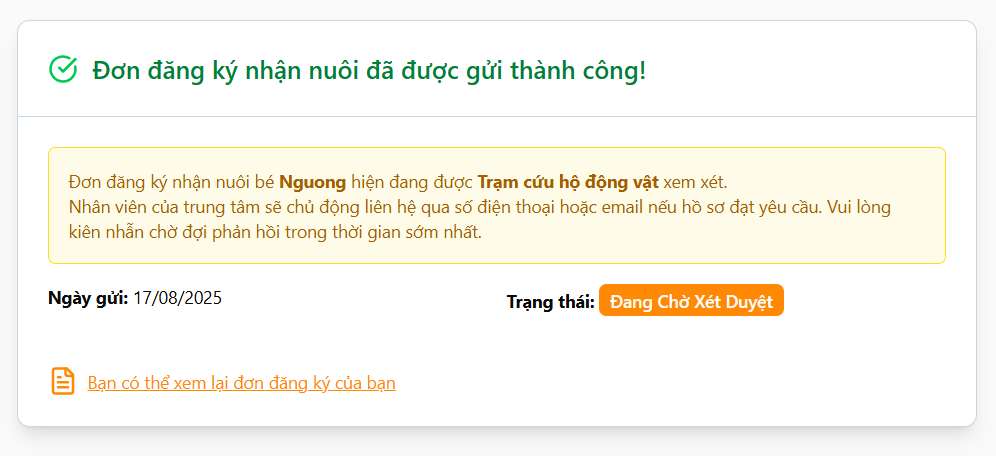 Đơn đăng ký nhận nuôi đã được gửi thành công!
Đơn đăng ký nhận nuôi bé Nguong hiện đang được Trạm cứu hộ động vật xem xét.
Nhân viên của trung tâm sẽ chủ động liên hệ qua số điện thoại hoặc email nếu hồ sơ đạt yêu cầu. Vui lòng
kiên nhẫn chờ đợi phản hồi trong thời gian sớm nhất.
Ngày gửi: 17/08/2025
Trạng thái: Đang Chờ Xét Duyệt
Bạn có thể xem lại đơn đăng ký của bạn